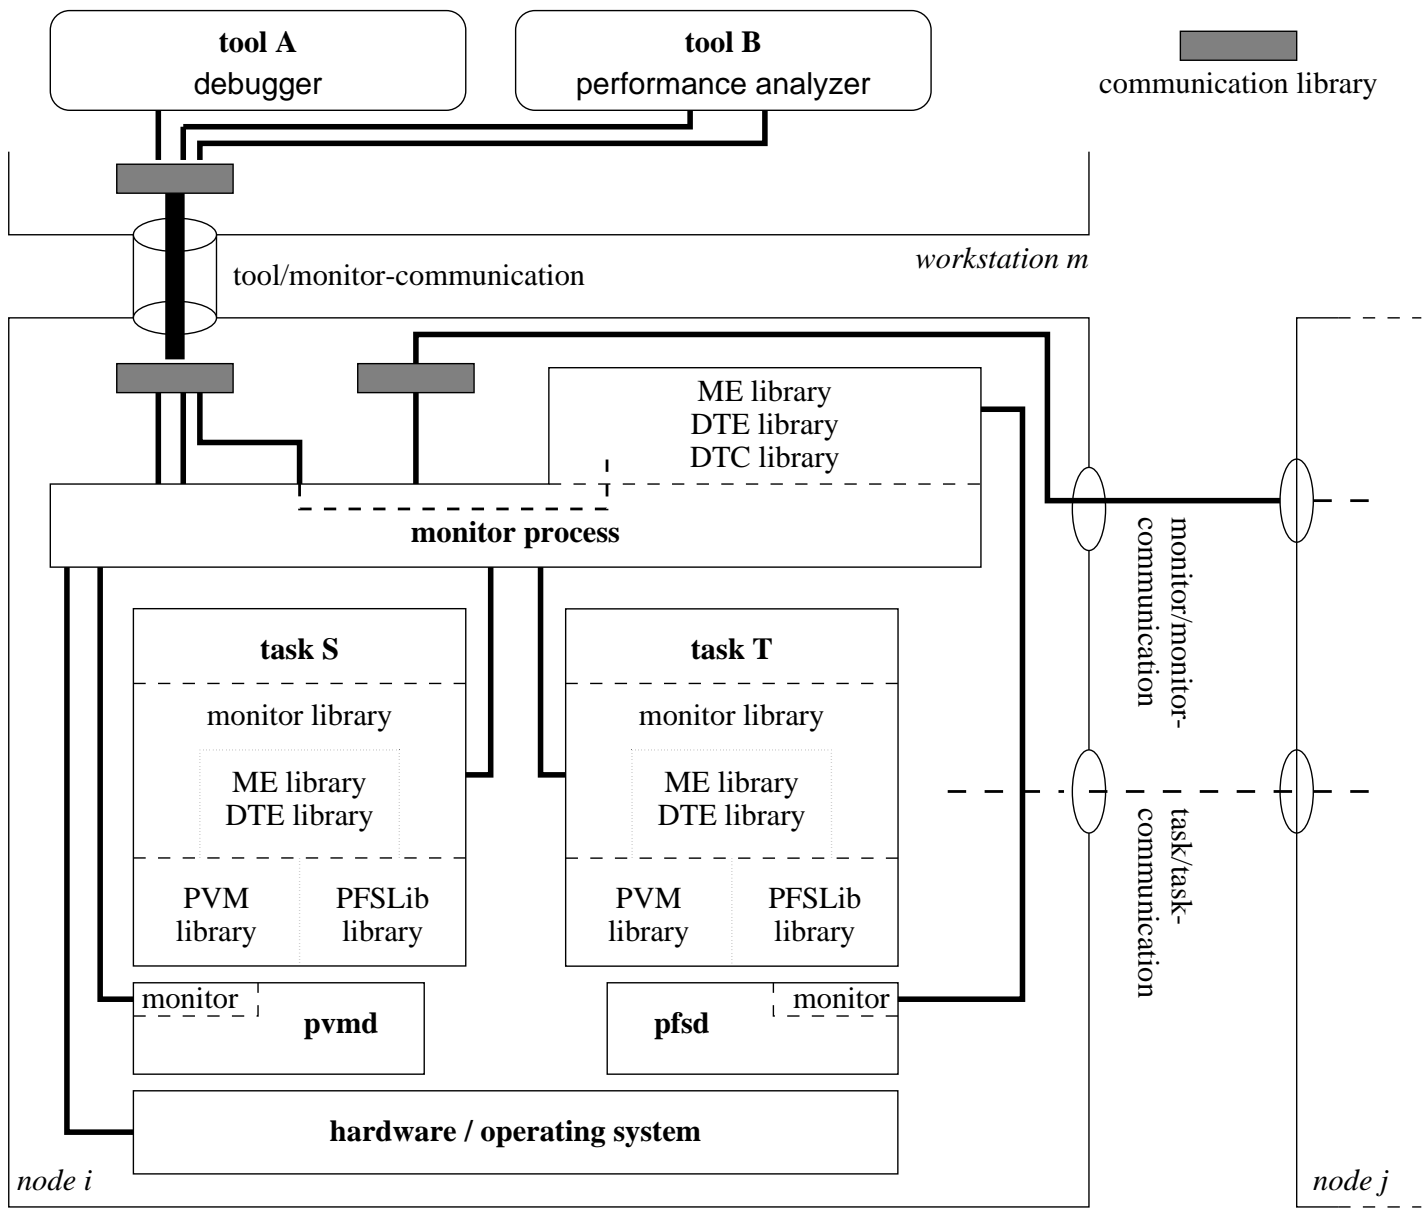 tool A
debugger
tool B
performance analyzer
communication library
workstation m
tool/monitor-communication
ME library
DTE library
DTC library
monitor process
monitor/monitor-
communication
task S
monitor library
ME library
DTE library
PVM
library
PFSLib
library
task T
monitor library
ME library
DTE library
PVM
library
PFSLib
library
task/task-
communication
monitor
pvmd
monitor
pfsd
hardware / operating system
node i
node j